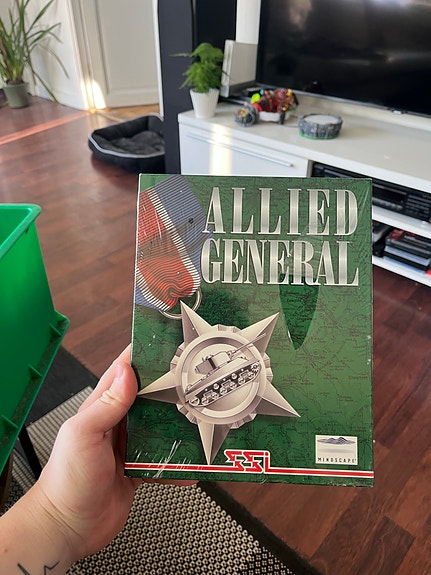 ALLIED
GENERAL
SSI
MINDSCAPE